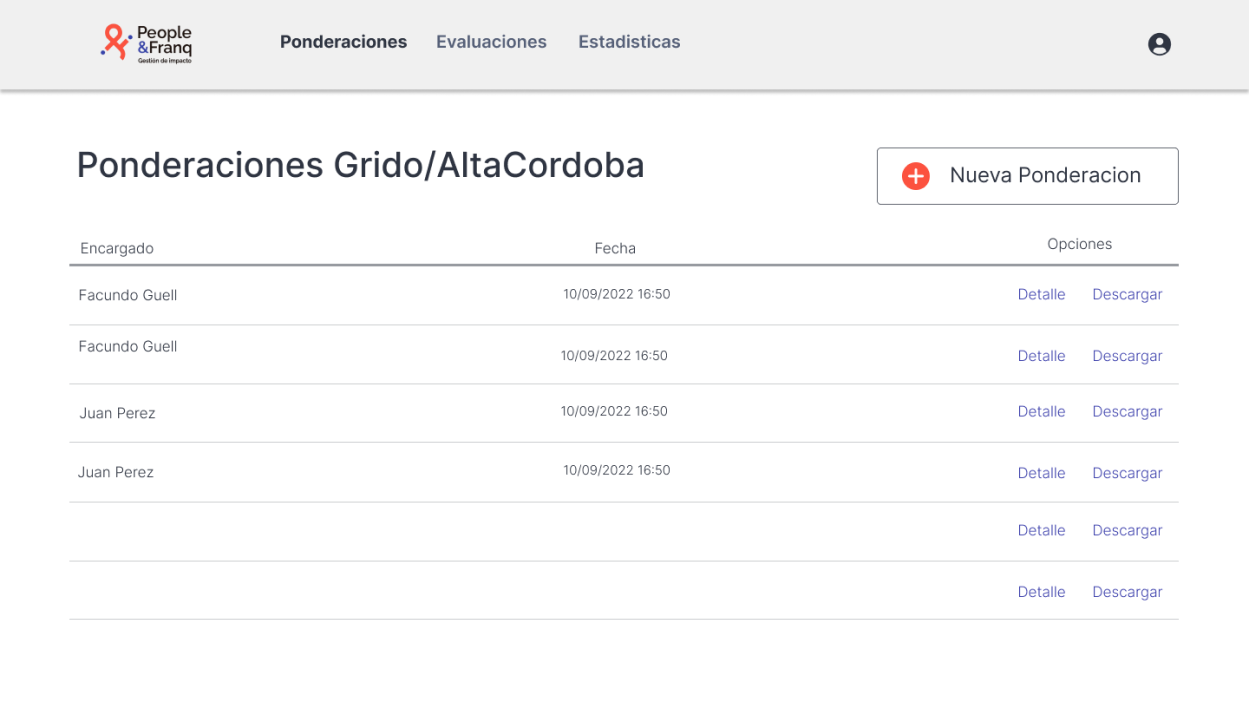 People
&Franq
Gestión de impacto
Ponderaciones Evaluaciones Estadisticas
Ponderaciones Grido/AltaCordoba
Nueva Ponderacion
Encargado Fecha Opciones
Facundo Guell 10/09/2022 16:50 Detalle Descargar
Facundo Guell 10/09/2022 16:50 Detalle Descargar
Juan Perez 10/09/2022 16:50 Detalle Descargar
Juan Perez 10/09/2022 16:50 Detalle Descargar
Detalle Descargar
Detalle Descargar